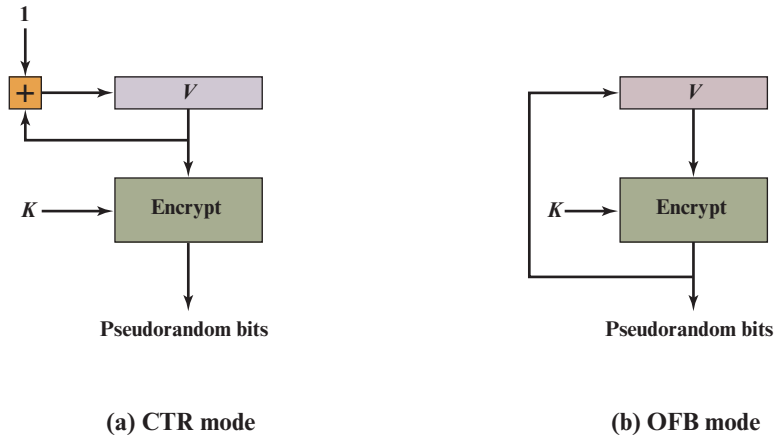 1
+
V
K
Encrypt
Pseudorandom bits
(a) CTR mode
V
K
Encrypt
Pseudorandom bits
(b) OFB mode